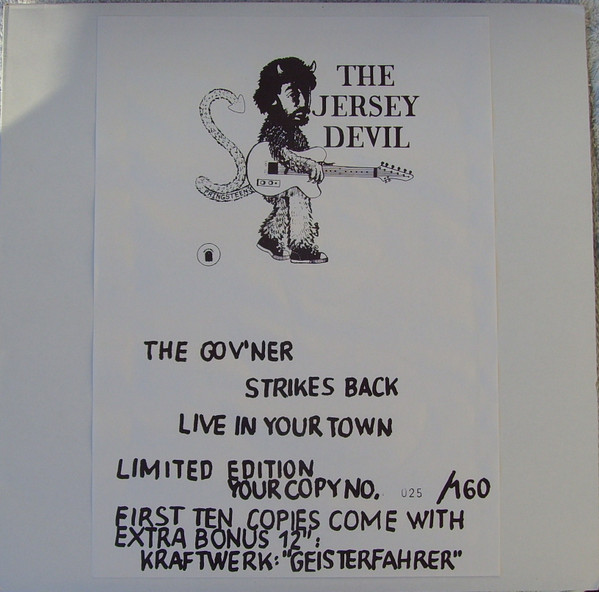 THE
JERSEY
DEVIL
THE GOV'NER
STRIKES BACK
LIVE IN YOUR TOWN
LIMITED EDITION
YOUR COPY NO. 025 /160
FIRST TEN COPIES COME WITH
EXTRA BONUS 12":
KRAFTWERK: "GEISTERFAHRER"